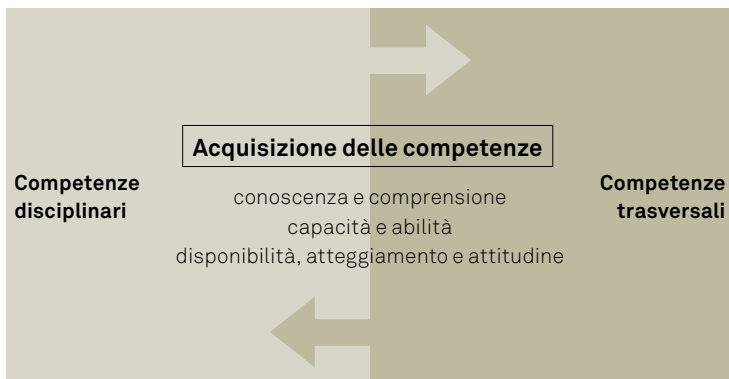 Acquisizione delle competenze
Competenze
disciplinari
conoscenza e comprensione
capacità e abilità
disponibilità, atteggiamento e attitudine
Competenze
trasversali